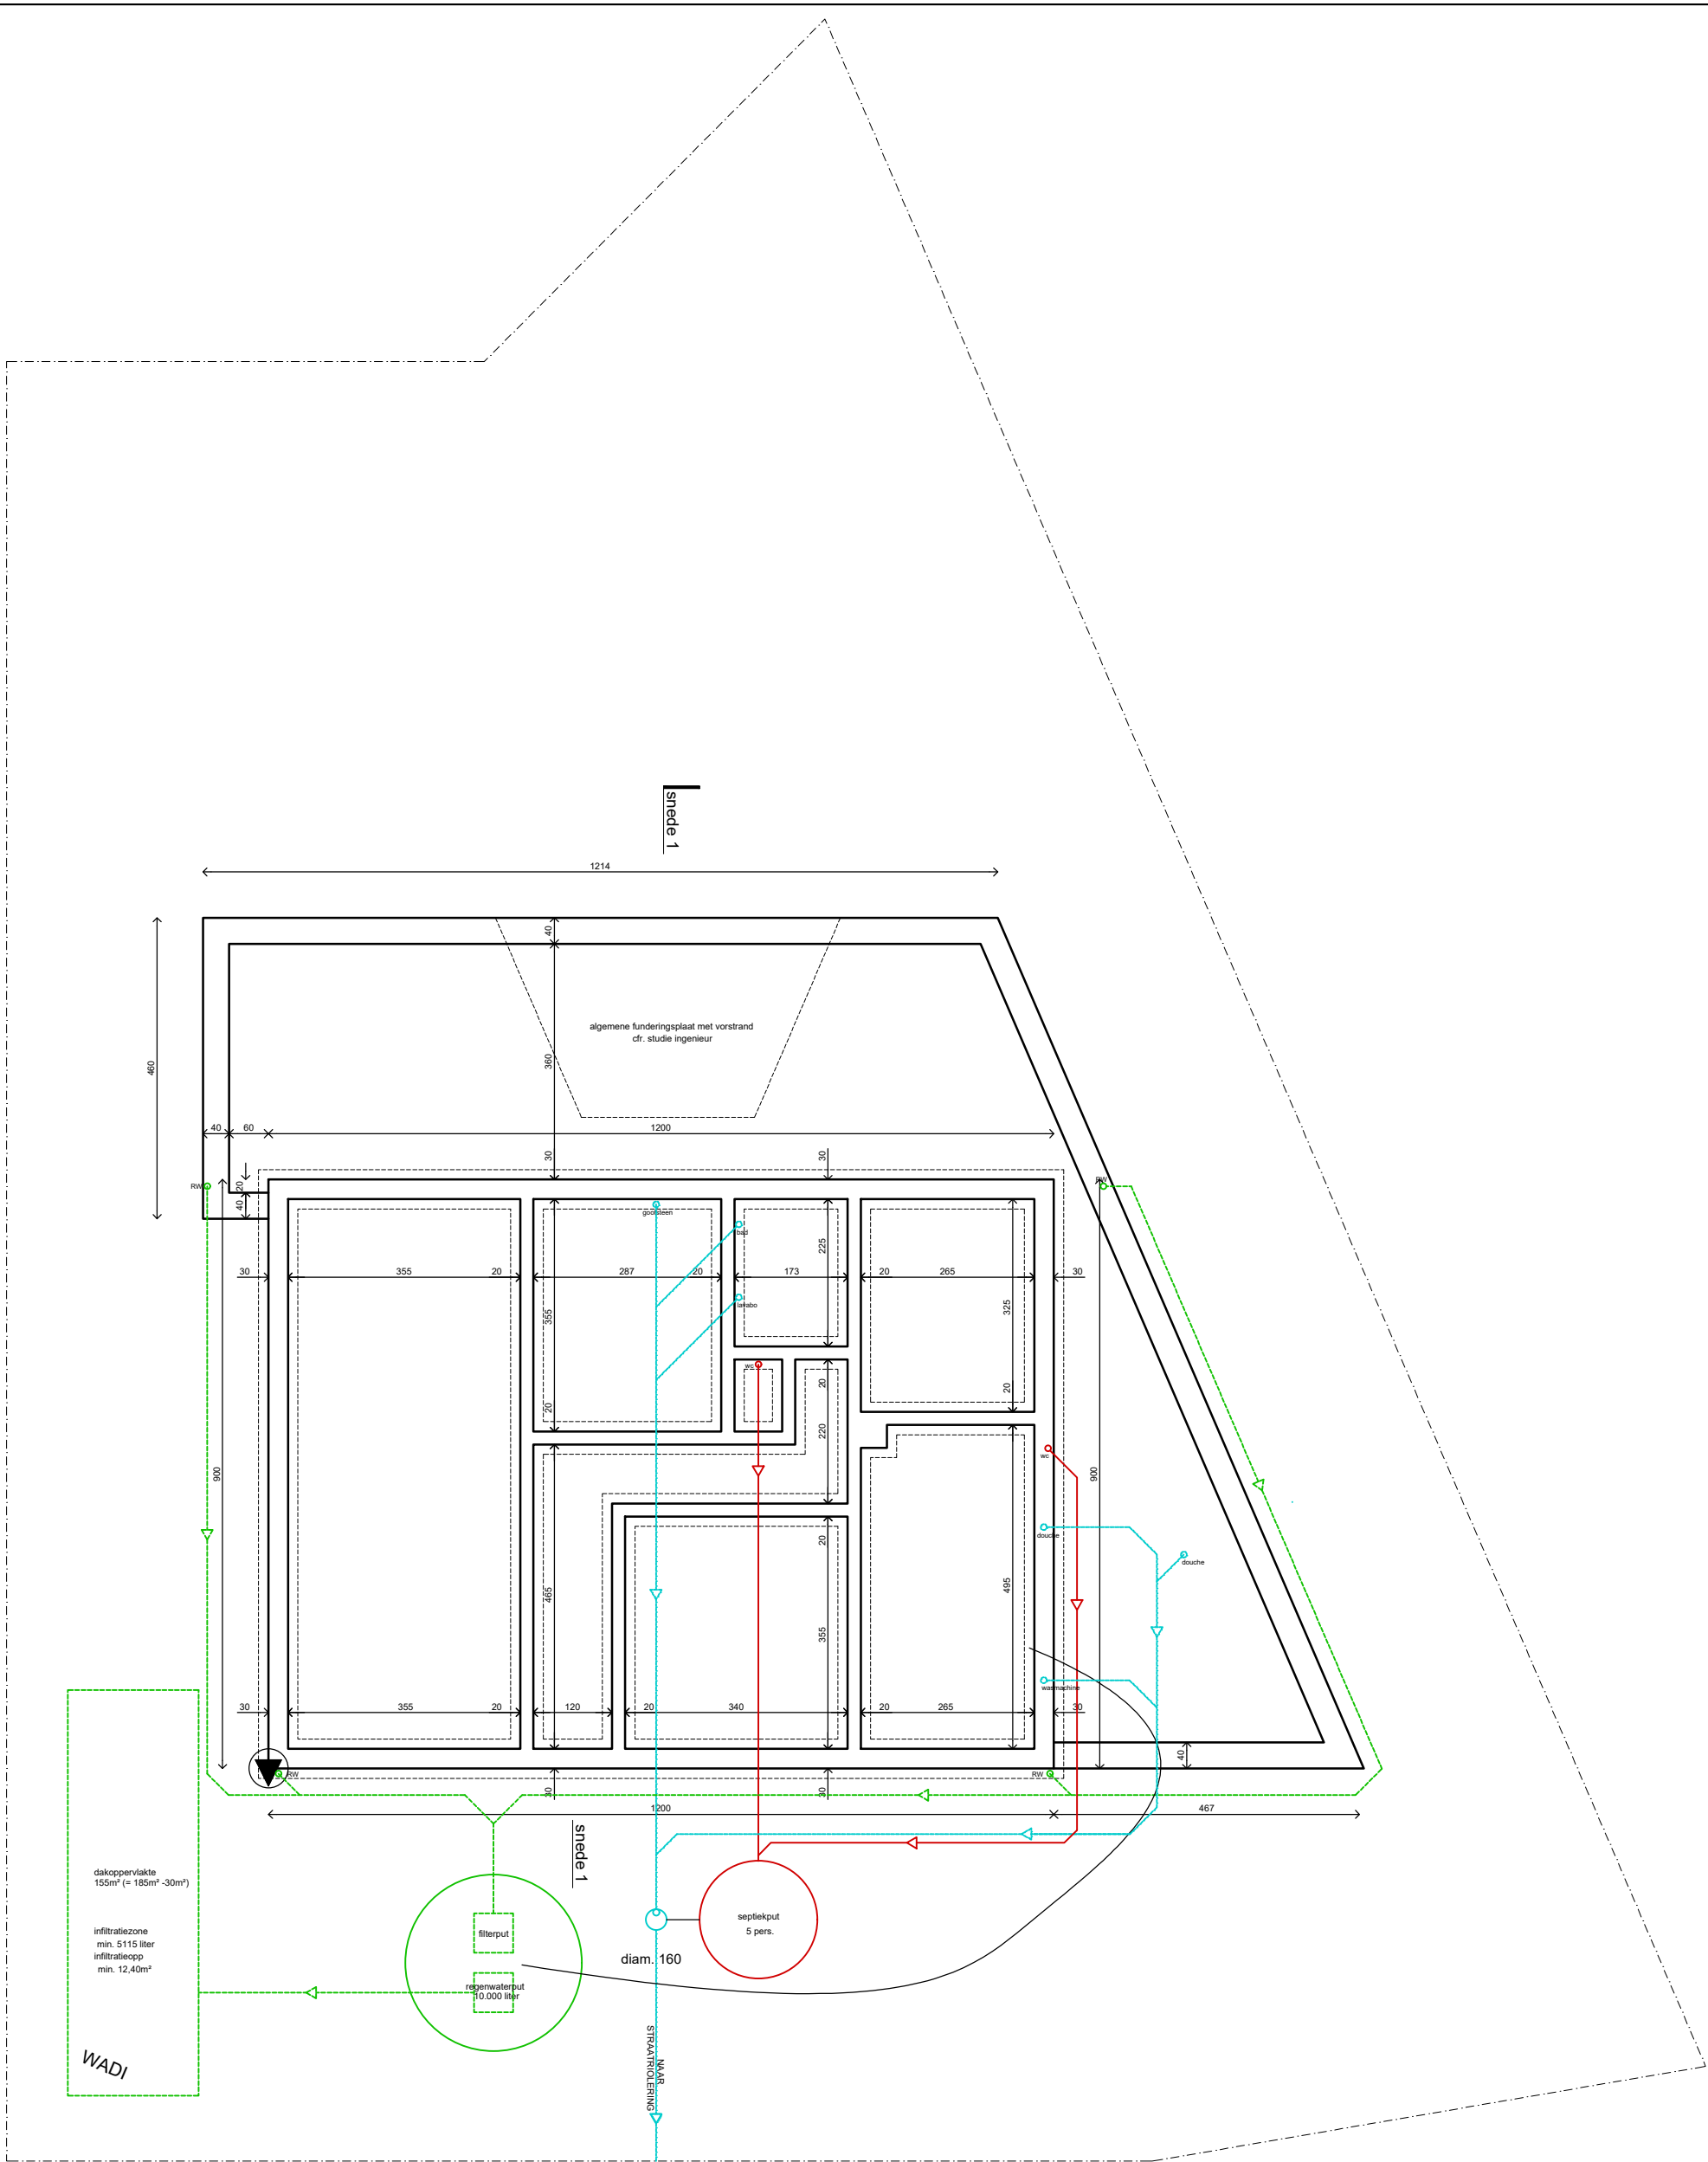 snede 1
1214
40
algemene funderingsplaat met vorstrand
cfr. studie ingenieur
460
360
40
60
1200
30
30
20
40
RW
RW
gootsteen
bad
225
30
355
20
287
20
173
20
265
30
355
lavabo
325
wc
20
20
20
220
900
wc
900
20
douche
douche
465
495
355
wasmachine
30
355
20
120
20
340
20
265
30
40
RW
RW
30
30
1200
467
snede 1
dakoppervlakte
155m² (= 185m² -30m²)
infiltratiezone
min. 5115 liter
infiltratieopp
min. 12,40m²
filterput
septiekput
5 pers.
diam. 160
regenwaterput
10.000 liter
NAAR
STRAATRIOLERING
WADI